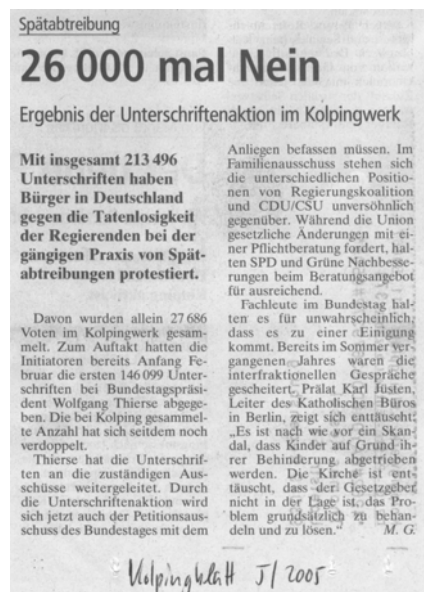 Spätabtreibung
26 000 mal Nein
Ergebnis der Unterschriftenaktion im Kolpingwerk
Mit insgesamt 213 496
Unterschriften haben
Bürger in Deutschland
gegen die Tatenlosigkeit
der Regierenden bei der
gängigen Praxis von Spät-
abtreibungen protestiert.
Davon wurden allein 27 686
Voten im Kolpingwerk gesam-
melt. Zum Auftakt hatten die
Initiatoren bereits Anfang Fe-
bruar die ersten 146 099 Unter-
schriften bei Bundestagspräsi-
dent Wolfgang Thierse abgege-
ben. Die bei Kolping gesammel-
te Anzahl hat sich seitdem noch
verdoppelt.
Thierse hat die Unterschrif-
ten an die zuständigen Aus-
schüsse weitergeleitet. Durch
die Unterschriftenaktion wird
sich jetzt auch der Petitionsaus-
schuss des Bundestages mit dem
Anliegen befassen müssen. Im
Familienausschuss stehen sich
die unterschiedlichen Positio-
nen von Regierungskoalition
und CDU/CSU unversöhnlich
gegenüber. Während die Union
gesetzliche Änderungen mit ei-
ner Pflichtberatung fordert, hal-
ten SPD und Grüne Nachbesse-
rungen beim Beratungsangebot
für ausreichend.
Fachleute im Bundestag hal-
ten es für unwahrscheinlich,
dass es zu einer Einigung
kommt. Bereits im Sommer ver-
gangenen Jahres waren die
interfraktionellen Gespräche
gescheitert. Prälat Karl Jüsten,
Leiter des Katholischen Büros
in Berlin, zeigt sich enttäuscht:
„Es ist nach wie vor ein Skan-
dal, dass Kinder auf Grund ih-
rer Behinderung abgetrieben
werden. Die Kirche ist ent-
täuscht, dass der Gesetzgeber
nicht in der Lage ist, das Pro-
blem grundsätzlich zu behan-
deln und zu lösen.“ M. G.
Kolpingblatt 5/2005